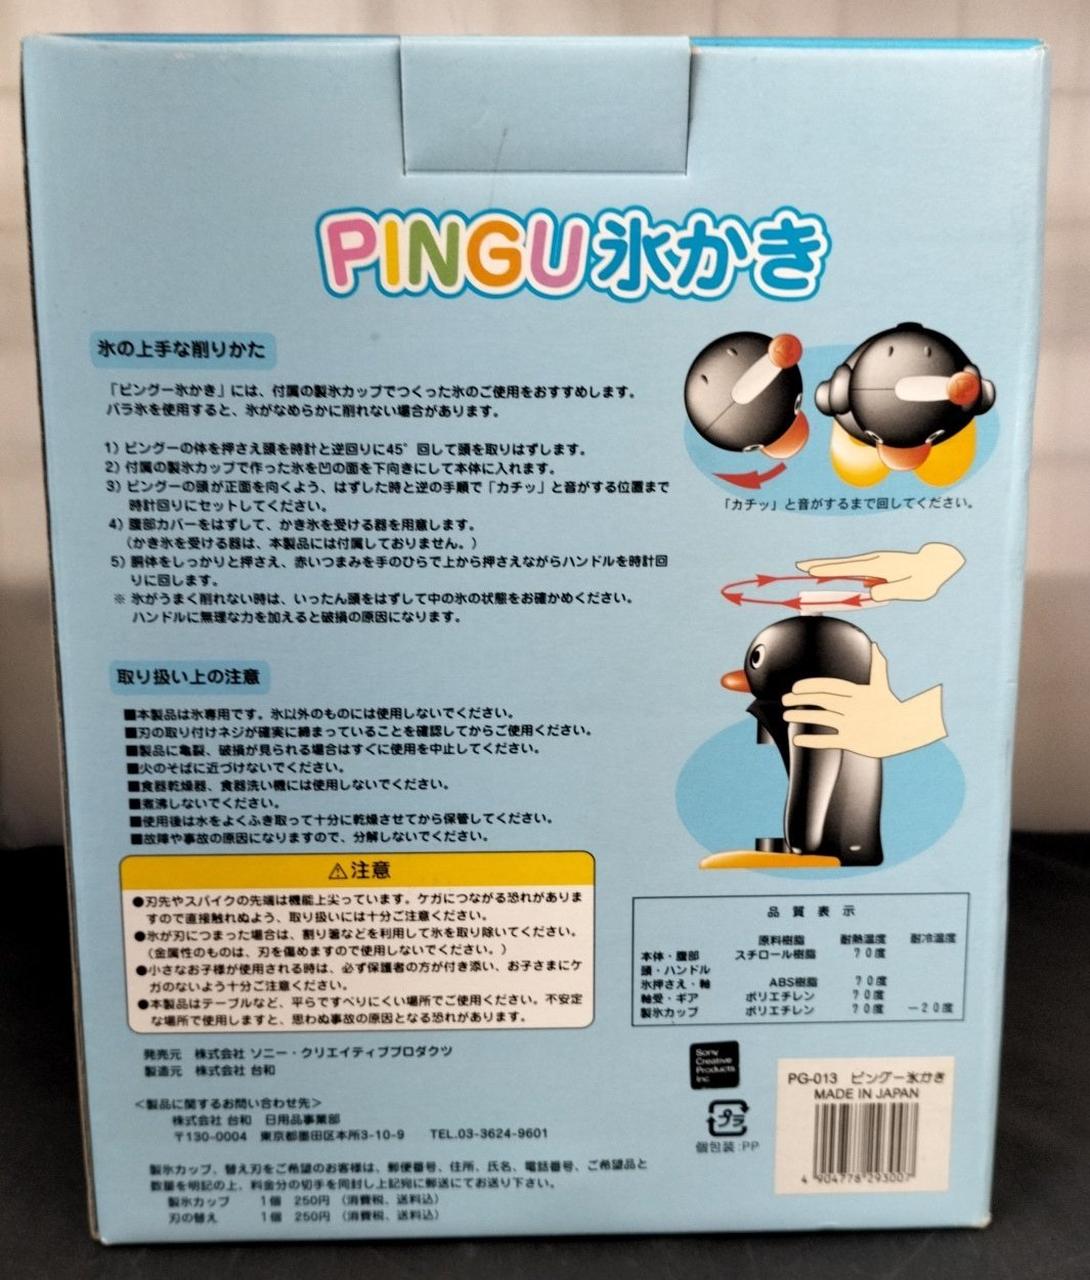 PINGU氷かき
氷の上手な削りかた
「ピングー氷かき」には、付属の製氷カップでつくった氷のご使用をおすすめします。
バラ氷を使用すると、氷がなめらかに削れない場合があります。
1）ピングーの体を押さえ頭を時計と逆回りに45°回して頭を取りはずします。
2）付属の製氷カップで作った氷を凹の面を下向きにして本体に入れます。
3）ピングーの頭が正面を向くよう、はずした時と逆の手順で「カチッ」と音がする位置まで
時計回りにセットしてください。
4）腹部カバーをはずして、かき氷を受ける器を用意します。
（かき氷を受ける器は、本製品には付属しておりません。）
5）胴体をしっかりと押さえ、赤いつまみを手のひらで上から押さえながらハンドルを時計回
りに回します。
※ 氷がうまく削れない時は、いったん頭をはずして中の氷の状態をお確かめください。
ハンドルに無理な力を加えると破損の原因になります。
「カチッ」と音がするまで回してください。
取り扱い上の注意
■本製品は氷専用です。氷以外のものには使用しないでください。
■刃の取り付けネジが確実に締まっていることを確認してからご使用ください。
■製品に亀裂、破損が見られる場合はすぐに使用を中止してください。
■火のそばに近づけないでください。
■食器乾燥器、食器洗い機には使用しないでください。
■煮沸しないでください。
■使用後は水をよくふき取って十分に乾燥させてから保管してください。
■故障や事故の原因になりますので、分解しないでください。
⚠注意
●刃先やスパイクの先端は機能上尖っています。ケガにつながる恐れがありま
すので直接触れぬよう、取り扱いには十分ご注意ください。
●氷が刃につまった場合は、割り箸などを利用して氷を取り除いてください。
（金属性のものは、刃を傷めますので使用しないでください。）
●小さなお子様が使用される時は、必ず保護者の方が付き添い、お子さまにケ
ガのないよう十分ご注意ください。
●本製品はテーブルなど、平らですべりにくい場所でご使用ください。不安定
な場所で使用しますと、思わぬ事故の原因となる恐れがあります。
品質表示
原料樹脂 耐熱温度 耐冷温度
本体・腹部 スチロール樹脂 70度
頭・ハンドル
氷押さえ・軸 ABS樹脂 70度
軸受・ギア ポリエチレン 70度
製氷カップ ポリエチレン 70度 −20度
発売元 株式会社 ソニー・クリエイティブプロダクツ
製造元 株式会社 台和
＜製品に関するお問い合わせ先＞
株式会社 台和 日用品事業部
〒130-0004 東京都墨田区本所3-10-9 TEL.03-3624-9601
製氷カップ、替え刃をご希望のお客様は、郵便番号、住所、氏名、電話番号、ご希望品と
数量を明記の上、料金分の切手を同封し上記宛に郵送にてお送り下さい。
製氷カップ 1個 250円 （消費税、送料込）
刃の替え 1個 250円 （消費税、送料込）
Sony
Creative
Products
Inc
プラ
個包装:PP
PG-013 ピングー氷かき
MADE IN JAPAN
4 904778 293007